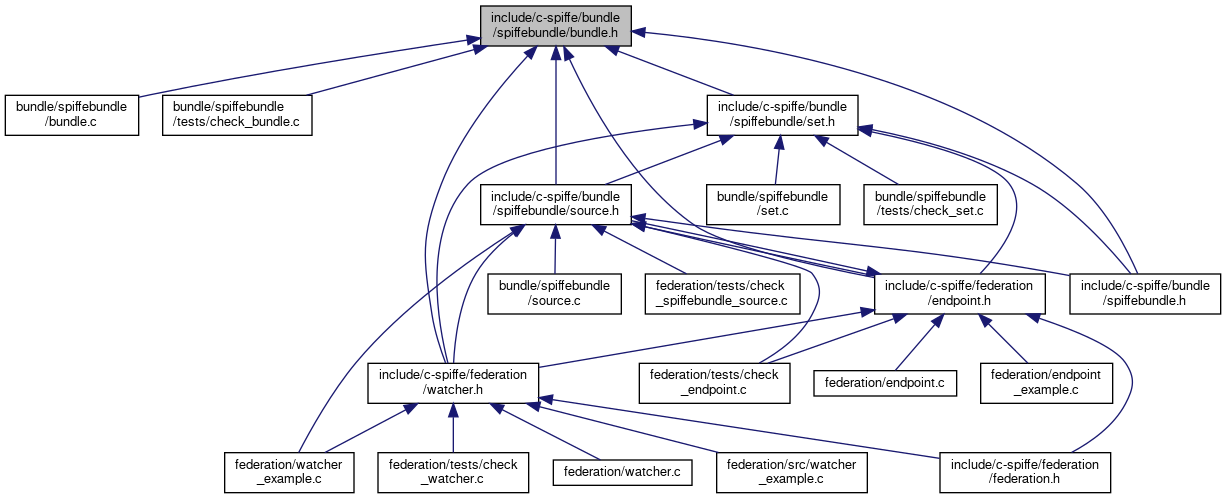 include/c-spiffe/bundle
/spiffebundle/bundle.h
bundle/spiffebundle
/bundle.c
bundle/spiffebundle
/tests/check_bundle.c
include/c-spiffe/bundle
/spiffebundle/set.h
include/c-spiffe/bundle
/spiffebundle/source.h
bundle/spiffebundle
/set.c
bundle/spiffebundle
/tests/check_set.c
bundle/spiffebundle
/source.c
federation/tests/check
_spiffebundle_source.c
include/c-spiffe/federation
/endpoint.h
include/c-spiffe/bundle
/spiffebundle.h
include/c-spiffe/federation
/watcher.h
federation/tests/check
_endpoint.c
federation/endpoint.c
federation/endpoint
_example.c
federation/watcher
_example.c
federation/tests/check
_watcher.c
federation/watcher.c
federation/src/watcher
_example.c
include/c-spiffe/federation
/federation.h